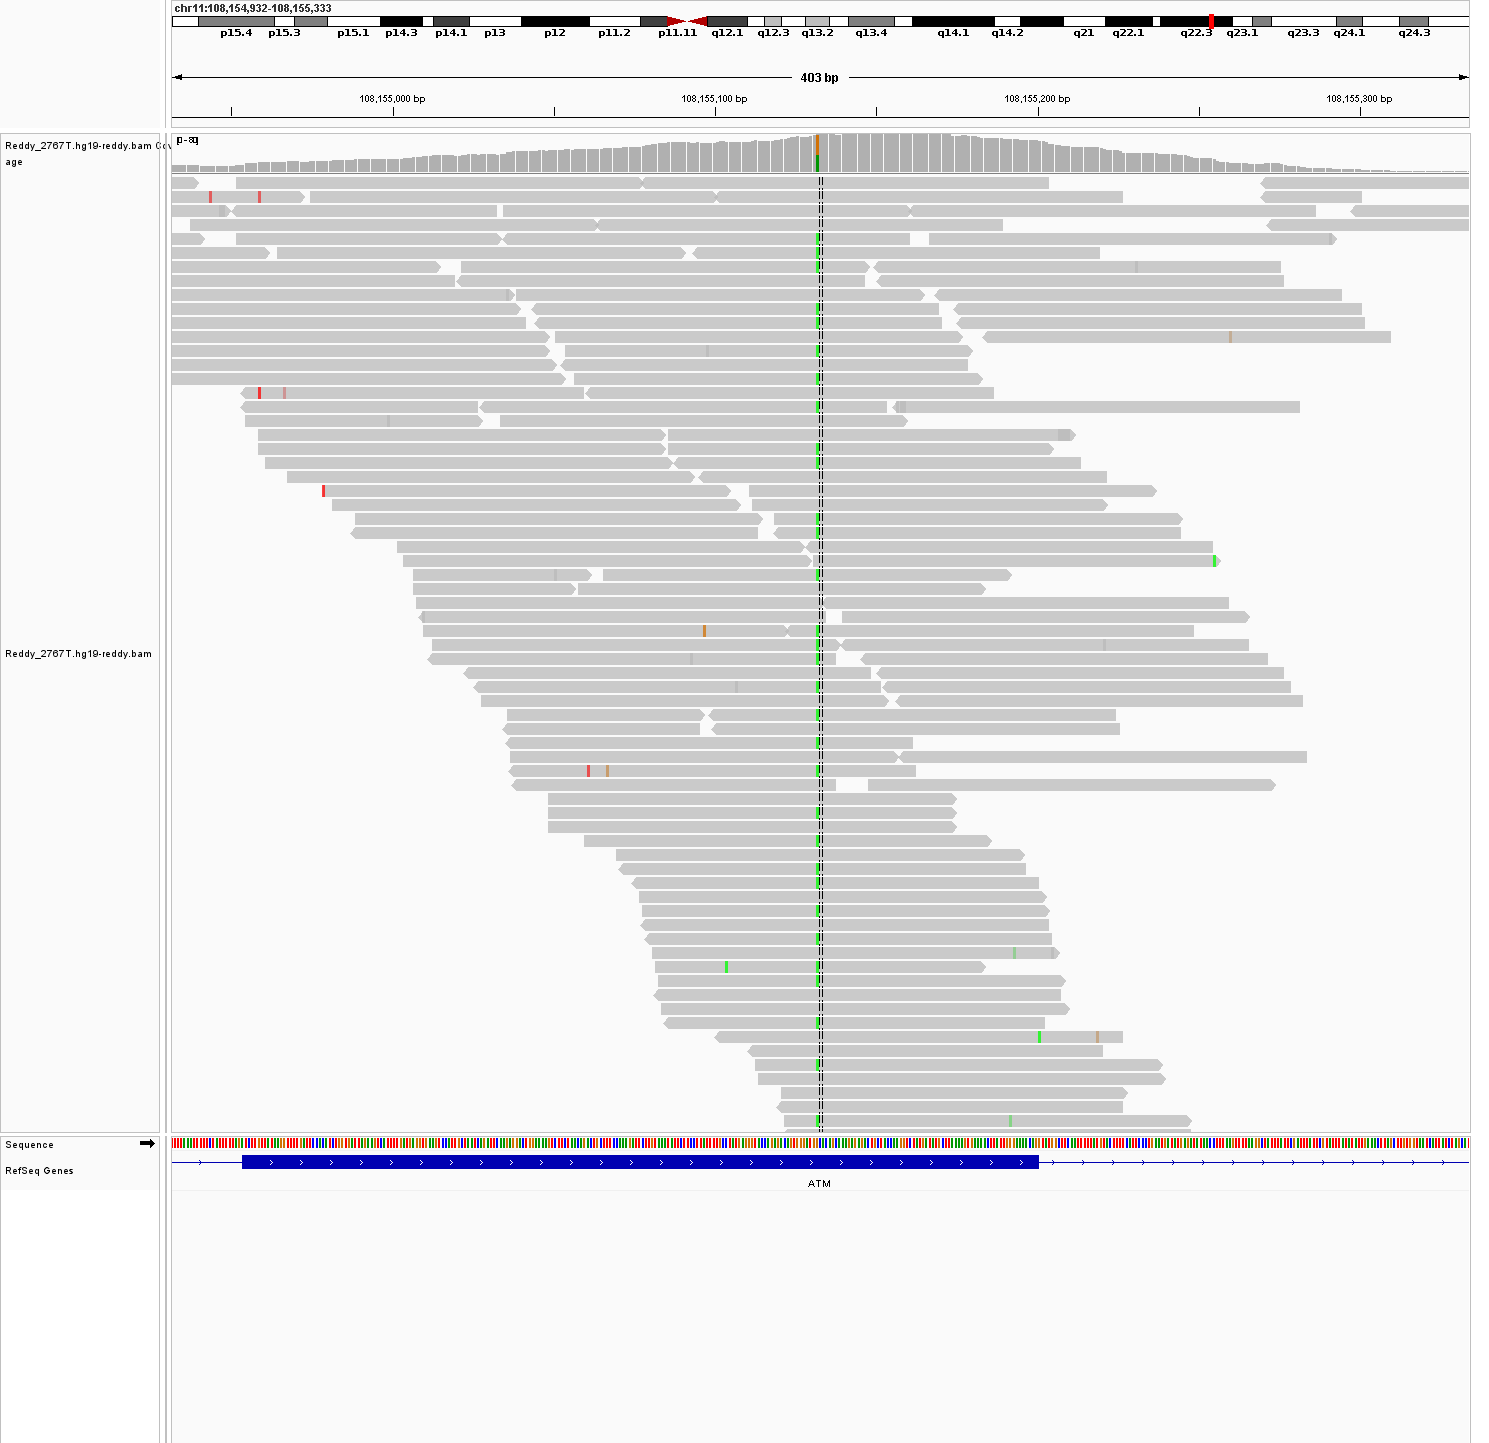 chr11:108,154,932-108,155,333
p15.4 p15.3 p15.1 p14.3 p14.1 p13 p12 p11.2 p11.11 q12.1 q12.3 q13.2 q13.4 q14.1 q14.2 q21 q22.1 q22.3 q23.1 q23.3 q24.1 q24.3
403 bp
108,155,000 bp 108,155,100 bp 108,155,200 bp 108,155,300 bp
Reddy_2767T.hg19-reddy.bam
age
Reddy_2767T.hg19-reddy.bam
Sequence
RefSeq Genes
ATM